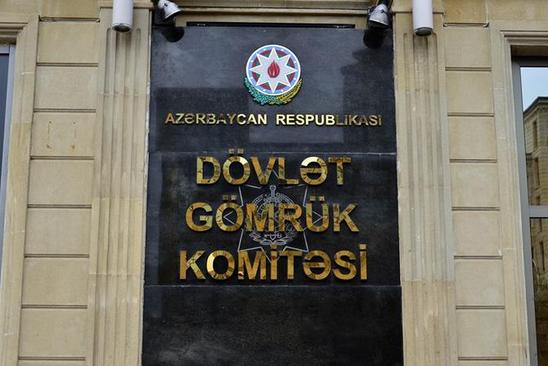 AZƏRBAYCAN RESPUBLİKASI
DÖVLƏT
GÖMRÜK
KOMİTƏSİ